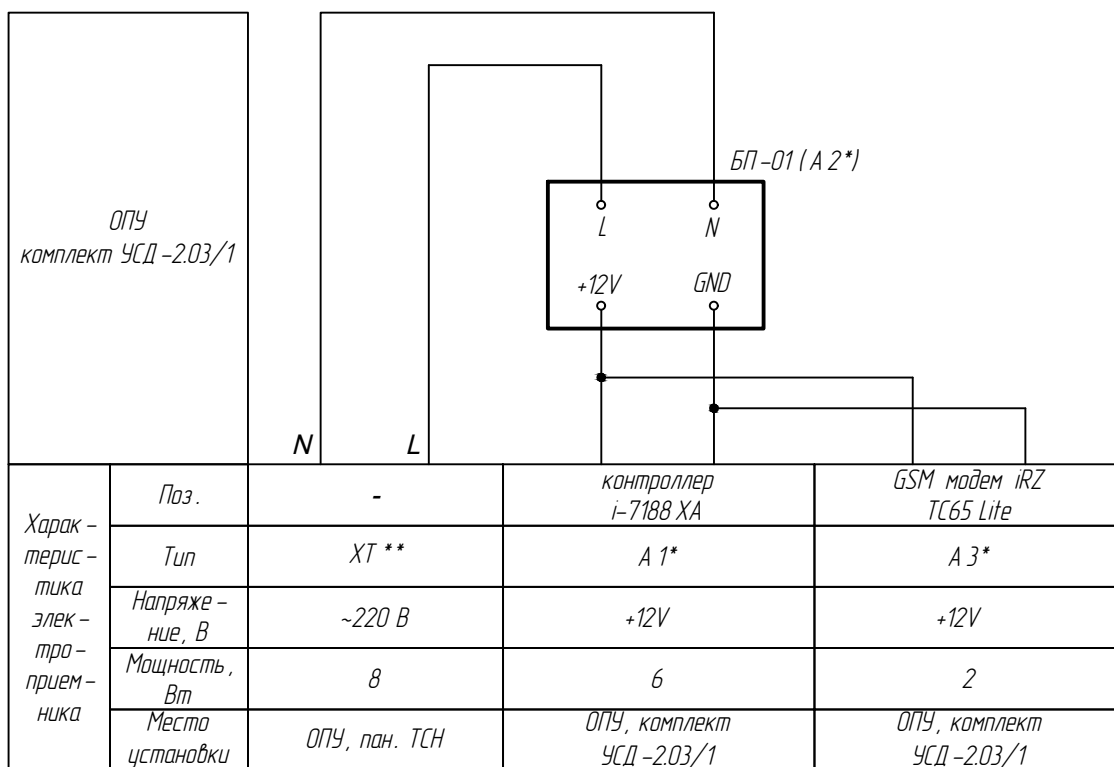 БП-01 (А 2*)
ОПУ
комплект УСД-2.03/1
L
N
+12V
GND
N
L
Харак-
терис-
тика
элек-
тро-
прием-
ника
Поз.
-
контроллер
i-7188 XA
GSM модем iRZ
TC65 Lite
Тип
ХТ **
А 1*
А 3*
Напряже-
ние, В
~220 В
+12V
+12V
Мощность,
Вт
8
6
2
Место
установки
ОПУ, пан. ТСН
ОПУ, комплект
УСД-2.03/1
ОПУ, комплект
УСД-2.03/1